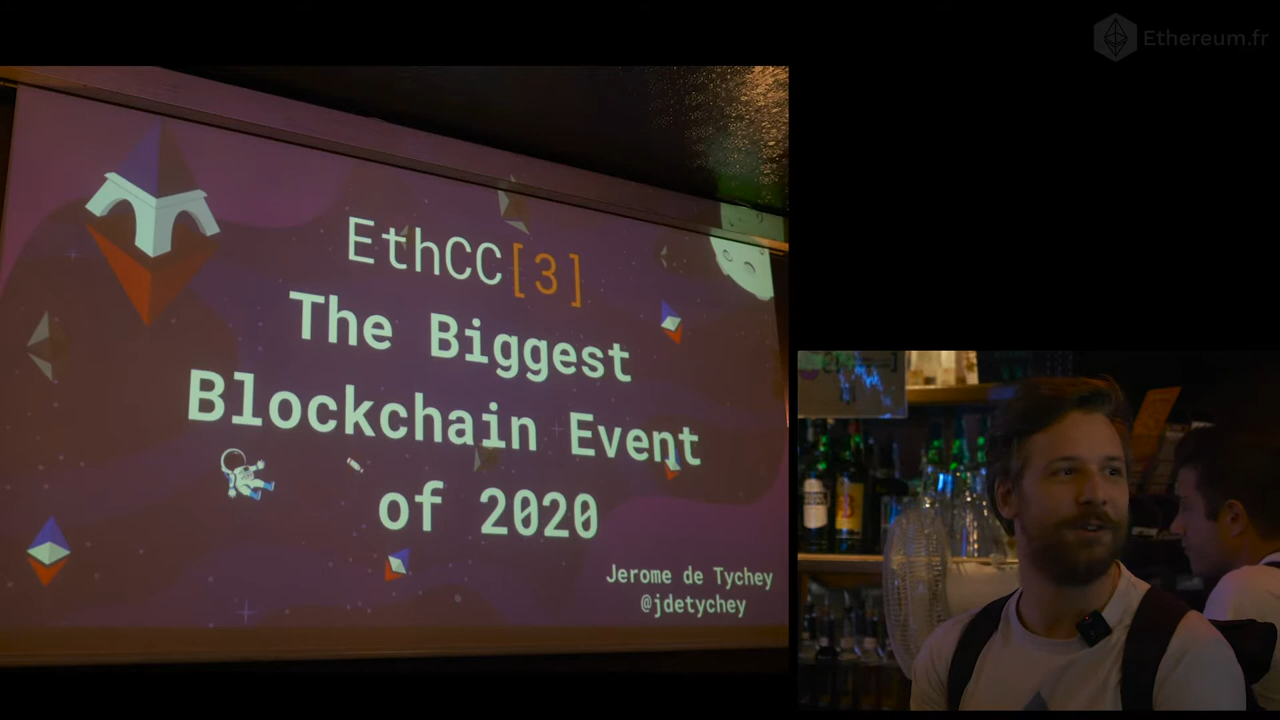 Ethereum.fr
EthCC[3]
The Biggest
Blockchain Event
of 2020
Jerome de Tychey
@jdetychey